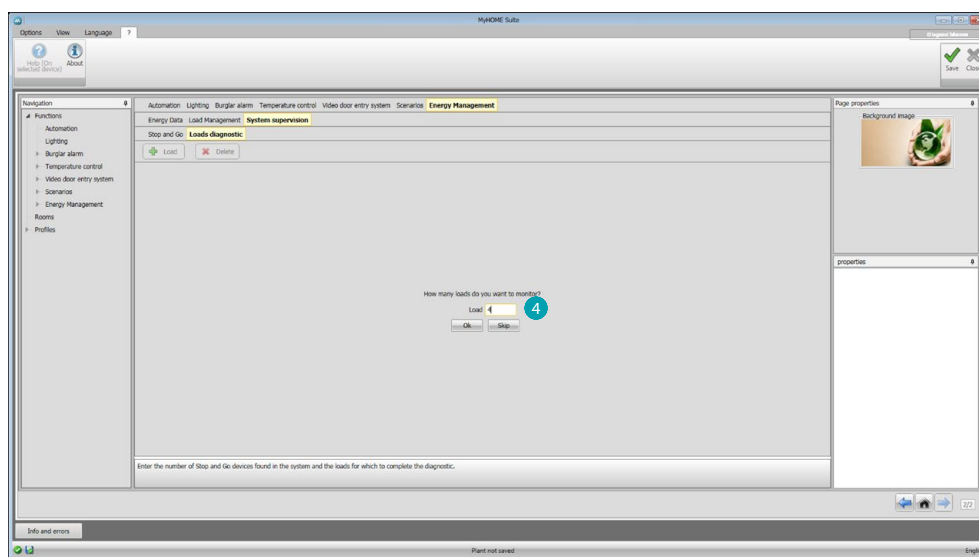 MyHOME Suite
Options View Language ?
Help (On selected device)
About
Save Close
Navigation
Functions
Automation
Lighting
Burglar alarm
Temperature control
Video door entry system
Scenarios
Energy Management
Rooms
Profiles
Automation Lighting Burglar alarm Temperature control Video door entry system Scenarios Energy Management
Energy Data Load Management System supervision
Stop and Go Loads diagnostic
Load Delete
How many loads do you want to monitor?
Load 4
4
Ok Skip
Enter the number of Stop and Go devices found in the system and the loads for which to complete the diagnostic.
Page properties
Background image
properties
2/2
Info and errors
Plant not saved
Engli